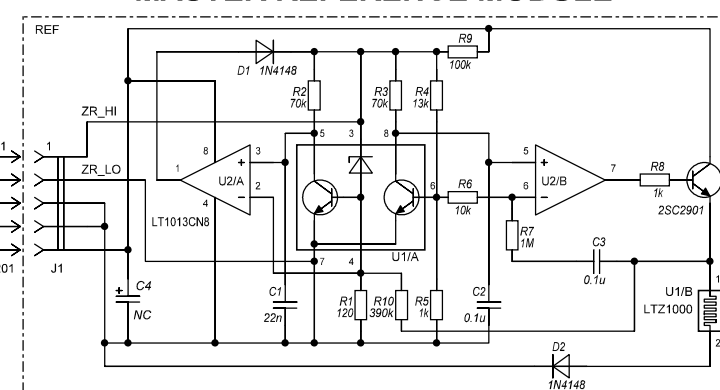 REF
R9
100k
D1 1N4148
R2
70k
R3
70k
R4
13k
ZR_HI
1
1
5
3
8
8
3
5
ZR_LO
1
U2/A
2
4
6
R6
10k
U2/B
7
6
R8
1k
2SC2901
LT1013CN8
R7
1M
U1/A
C3
0.1u
7
4
201
J1
C4
NC
C1
22n
R1
120
R10
390k
R5
1k
C2
0.1u
1
U1/B
LTZ1000
2
D2
1N4148